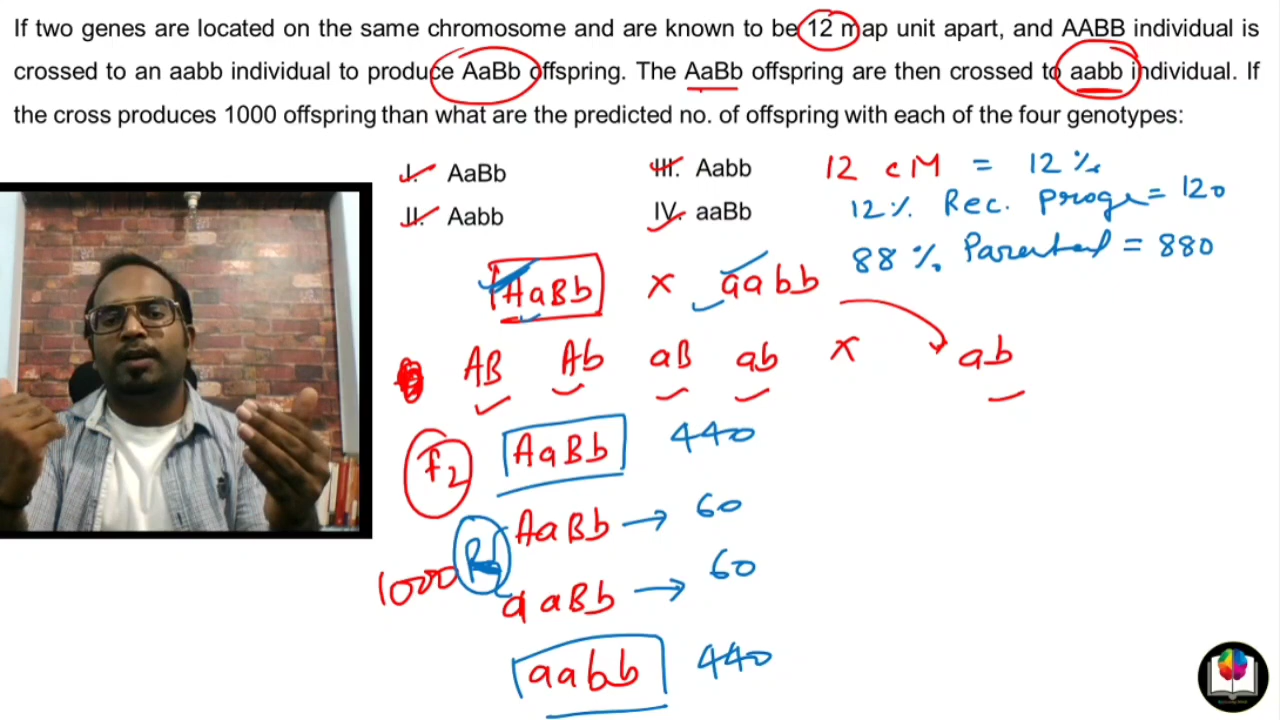 If two genes are located on the same chromosome and are known to be 12 map unit apart, and AABB individual is
crossed to an aabb individual to produce AaBb offspring. The AaBb offspring are then crossed to aabb individual. If
the cross produces 1000 offspring than what are the predicted no. of offspring with each of the four genotypes:
I. AaBb III. Aabb
II. Aabb IV. aaBb
12 cM = 12 %
12% Rec. Proge = 120
88 % Parental = 880
AaBb x aabb
AB Ab aB ab x ab
F2 AaBb 440
AaBb → 60
1000
aaBb → 60
aabb 440